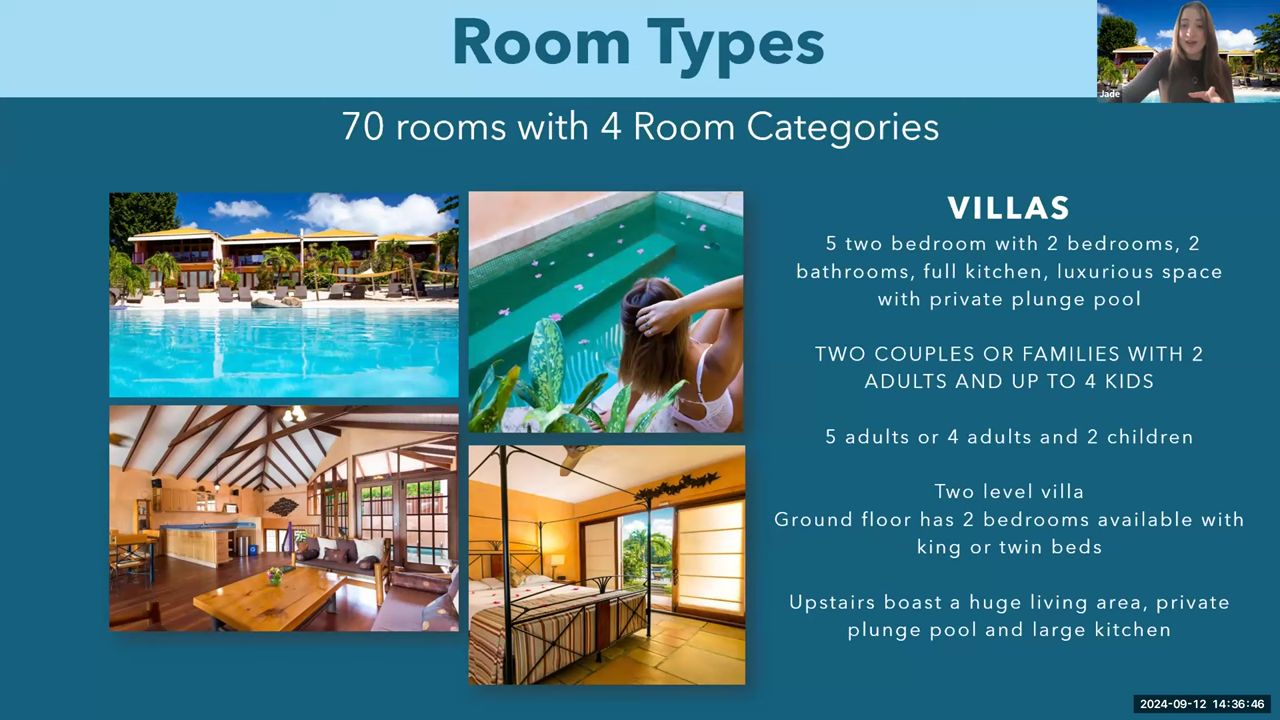 Room Types
Jade
70 rooms with 4 Room Categories
VILLAS
5 two bedroom with 2 bedrooms, 2
bathrooms, full kitchen, luxurious space
with private plunge pool
TWO COUPLES OR FAMILIES WITH 2
ADULTS AND UP TO 4 KIDS
5 adults or 4 adults and 2 children
Two level villa
Ground floor has 2 bedrooms available with
king or twin beds
Upstairs boast a huge living area, private
plunge pool and large kitchen
2024-09-12 14:36:46